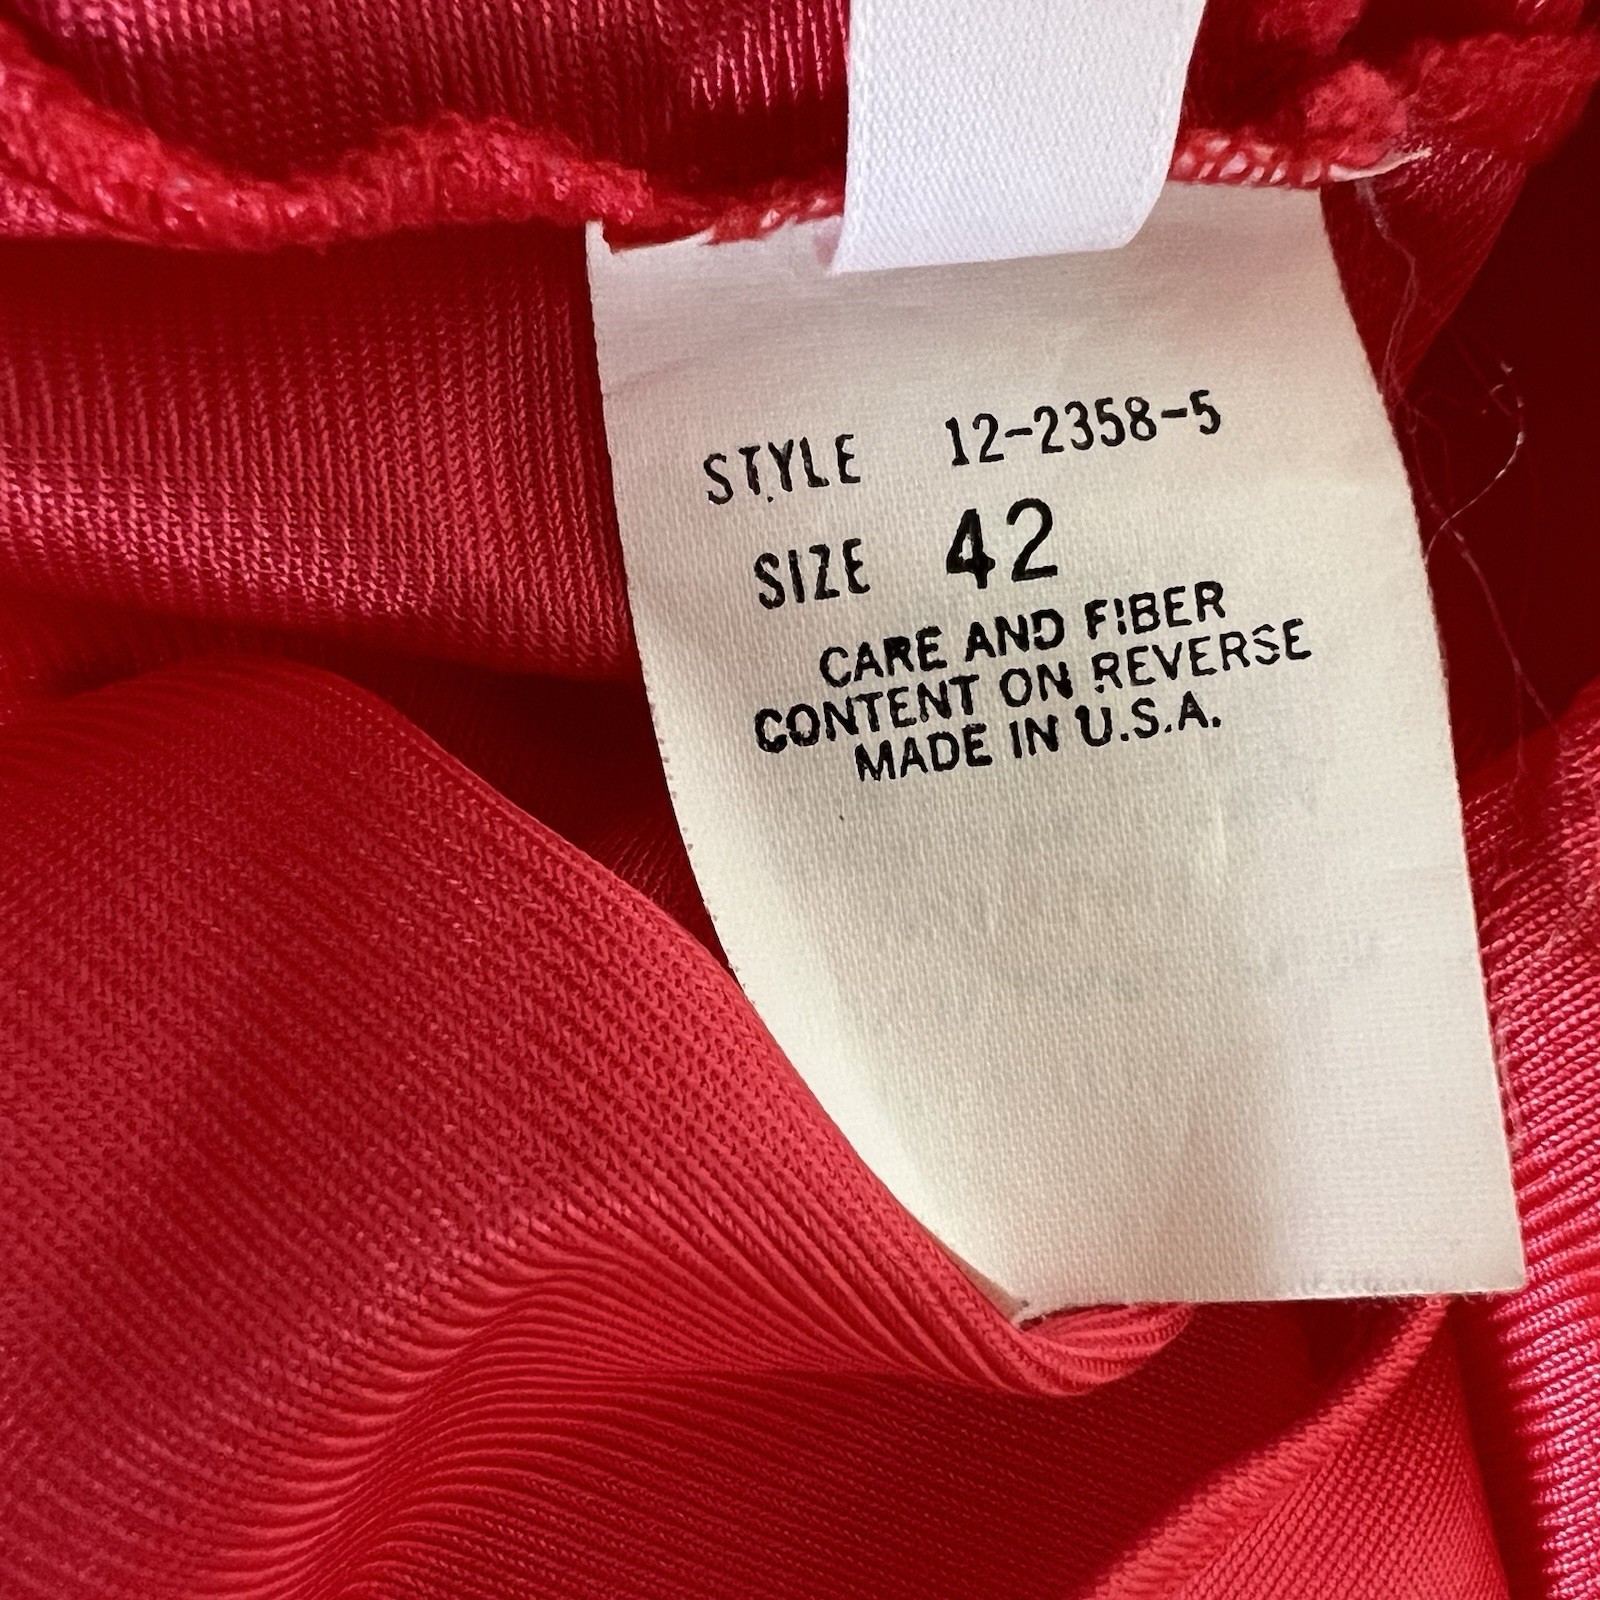 STYLE 12-2358-5
SIZE 42
CARE AND FIBER
CONTENT ON REVERSE
MADE IN U.S.A.